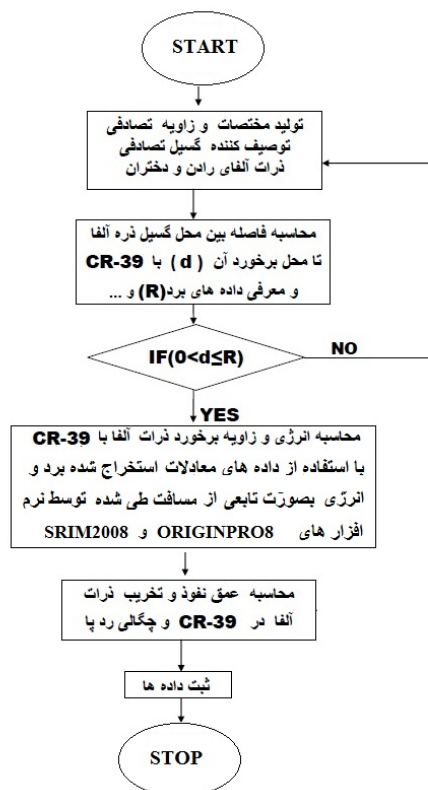 START
تولید مختصات و زاویه تصادفی
توصیف کننده گسیل تصادفی
ذرات آلفای رادن و دختران
محاسبه فاصله بین محل گسیل ذره آلفا
تا محل برخورد آن ( d ) با CR-39
و معرفی داده های برد(R) و ...
IF(0<d≤R)
NO
YES
محاسبه انرژی و زاویه برخورد ذرات آلفا با CR-39
با استفاده از داده های معادلات استخراج شده برد و
انرژی بصورت تابعی از مسافت طی شده توسط نرم
افزار های ORIGINPRO8 و SRIM2008
محاسبه عمق نفوذ و تخریب ذرات
آلفا در CR-39 و چگالی رد پا
ثبت داده ها
STOP